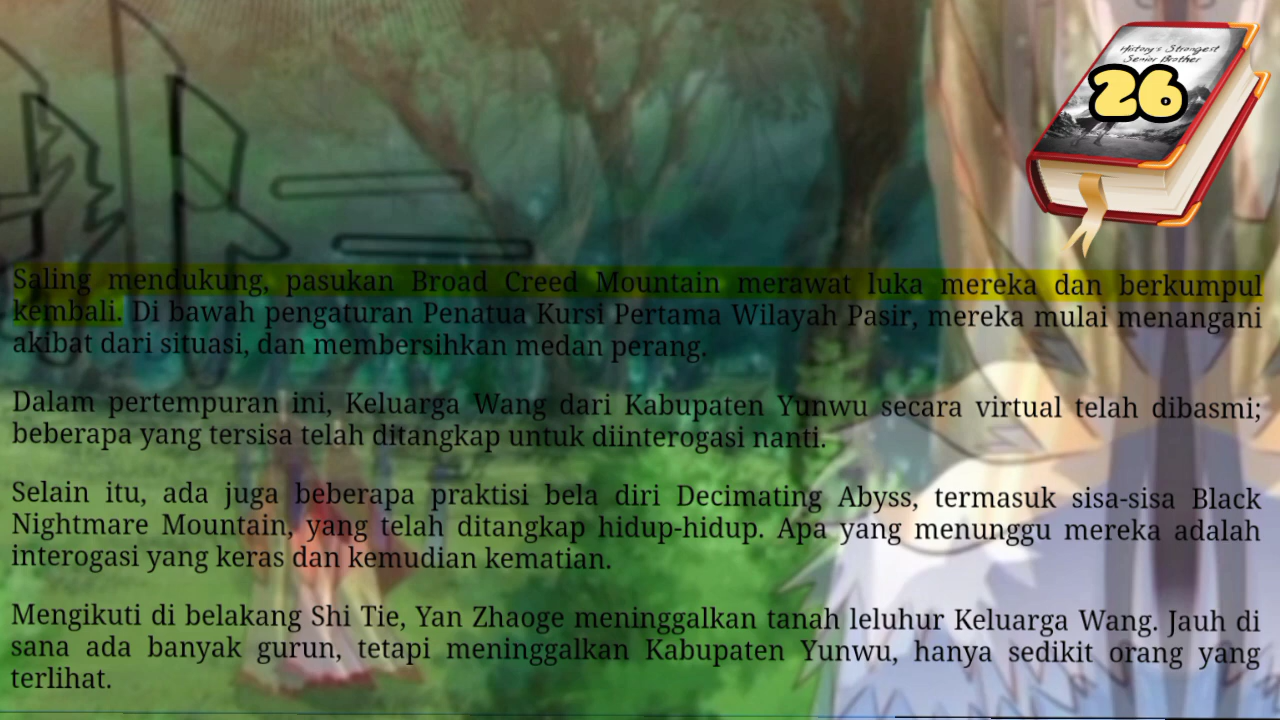 History's Strongest
Senior Brother
26
Saling mendukung, pasukan Broad Creed Mountain merawat luka mereka dan berkumpul
kembali. Di bawah pengaturan Penatua Kursi Pertama Wilayah Pasir, mereka mulai menangani
akibat dari situasi, dan membersihkan medan perang.
Dalam pertempuran ini, Keluarga Wang dari Kabupaten Yunwu secara virtual telah dibasmi;
beberapa yang tersisa telah ditangkap untuk diinterogasi nanti.
Selain itu, ada juga beberapa praktisi bela diri Decimating Abyss, termasuk sisa-sisa Black
Nightmare Mountain, yang telah ditangkap hidup-hidup. Apa yang menunggu mereka adalah
interogasi yang keras dan kemudian kematian.
Mengikuti di belakang Shi Tie, Yan Zhaoge meninggalkan tanah leluhur Keluarga Wang. Jauh di
sana ada banyak gurun, tetapi meninggalkan Kabupaten Yunwu, hanya sedikit orang yang
terlihat.